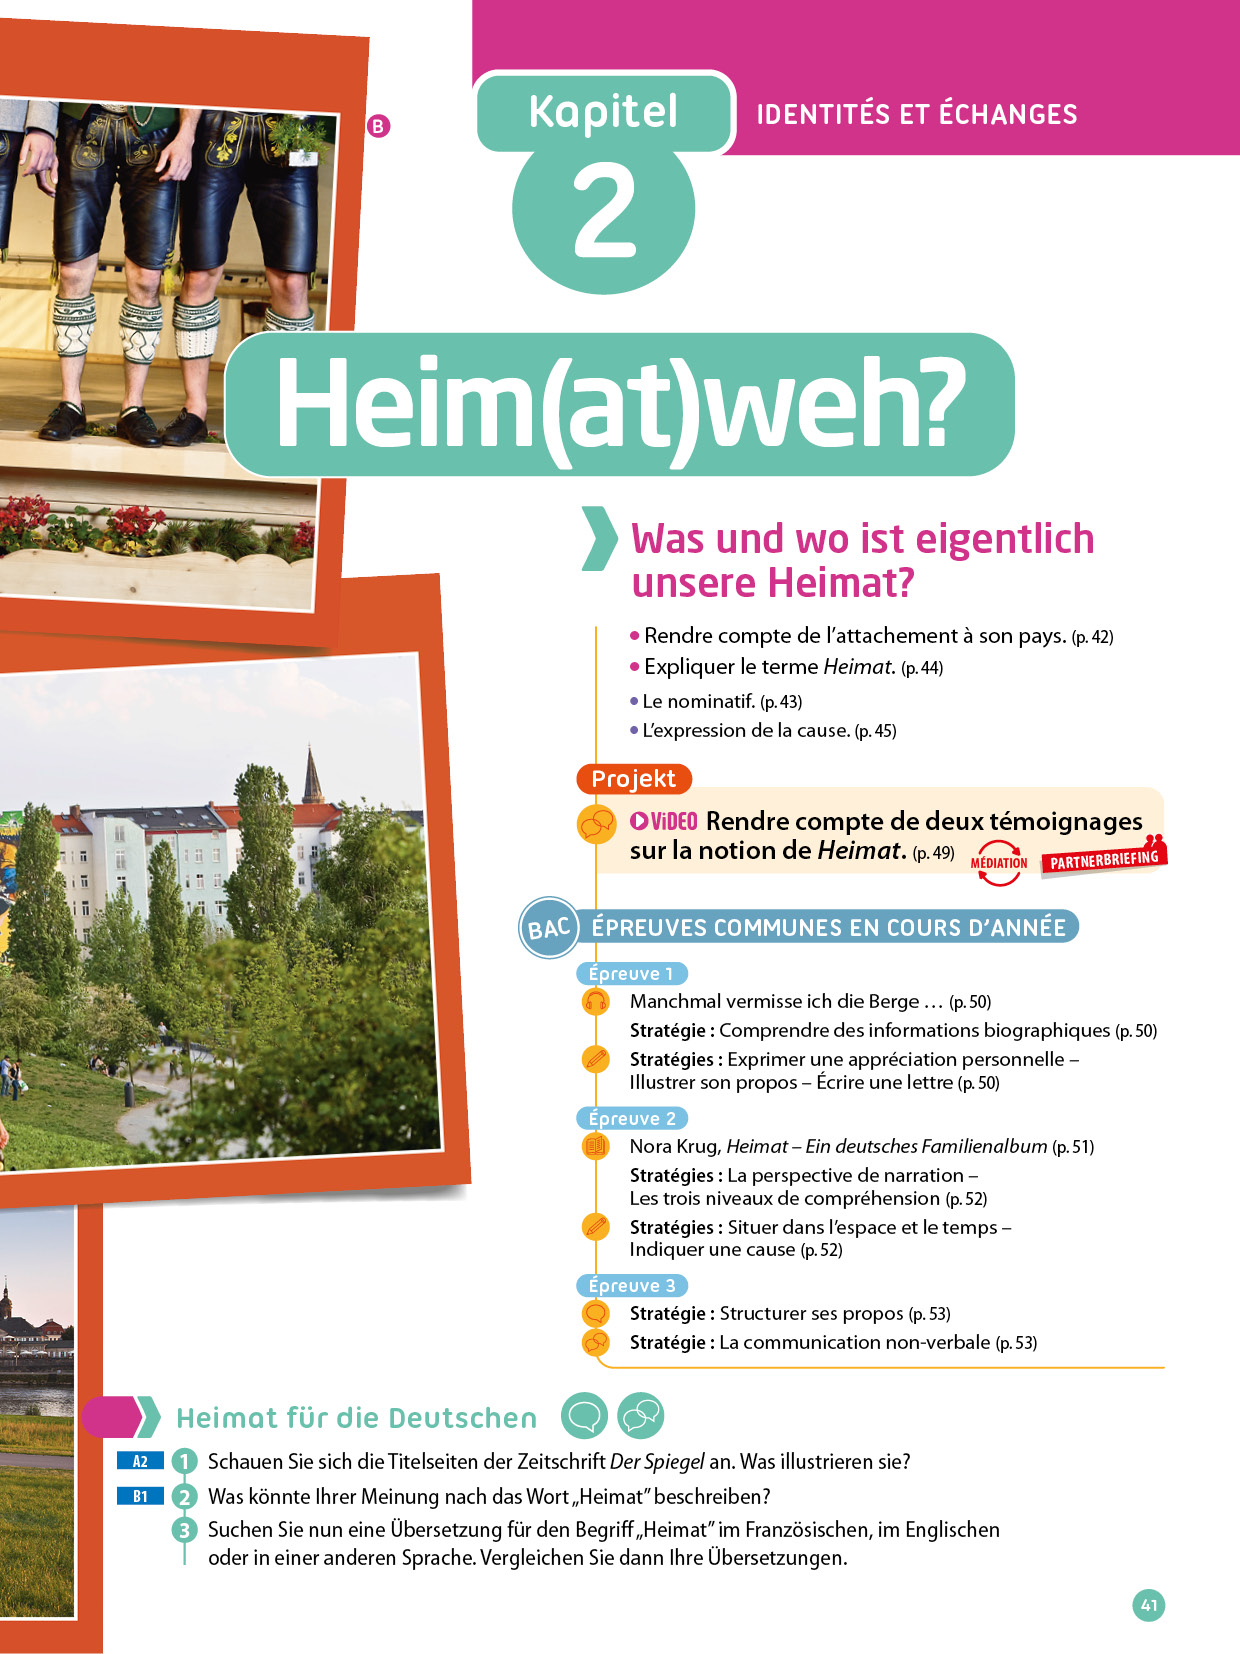 B
Kapitel
2
IDENTITÉS ET ÉCHANGES
Heim(at)weh?
Was und wo ist eigentlich
unsere Heimat?
• Rendre compte de l'attachement à son pays. (p. 42)
• Expliquer le terme Heimat. (p. 44)
• Le nominatif. (p. 43)
• L'expression de la cause. (p. 45)
Projekt
ViDEO Rendre compte de deux témoignages
sur la notion de Heimat. (p. 49)
MÉDIATION
PARTNERBRIEFING
BAC
ÉPREUVES COMMUNES EN COURS D'ANNÉE
Épreuve 1
Manchmal vermisse ich die Berge … (p. 50)
Stratégie : Comprendre des informations biographiques (p. 50)
Stratégies : Exprimer une appréciation personnelle –
Illustrer son propos – Écrire une lettre (p. 50)
Épreuve 2
Nora Krug, Heimat – Ein deutsches Familienalbum (p. 51)
Stratégies : La perspective de narration –
Les trois niveaux de compréhension (p. 52)
Stratégies : Situer dans l'espace et le temps –
Indiquer une cause (p. 52)
Épreuve 3
Stratégie : Structurer ses propos (p. 53)
Stratégie : La communication non-verbale (p. 53)
Heimat für die Deutschen
A2 1 Schauen Sie sich die Titelseiten der Zeitschrift Der Spiegel an. Was illustrieren sie?
B1 2 Was könnte Ihrer Meinung nach das Wort „Heimat" beschreiben?
3 Suchen Sie nun eine Übersetzung für den Begriff „Heimat" im Französischen, im Englischen
oder in einer anderen Sprache. Vergleichen Sie dann Ihre Übersetzungen.
41